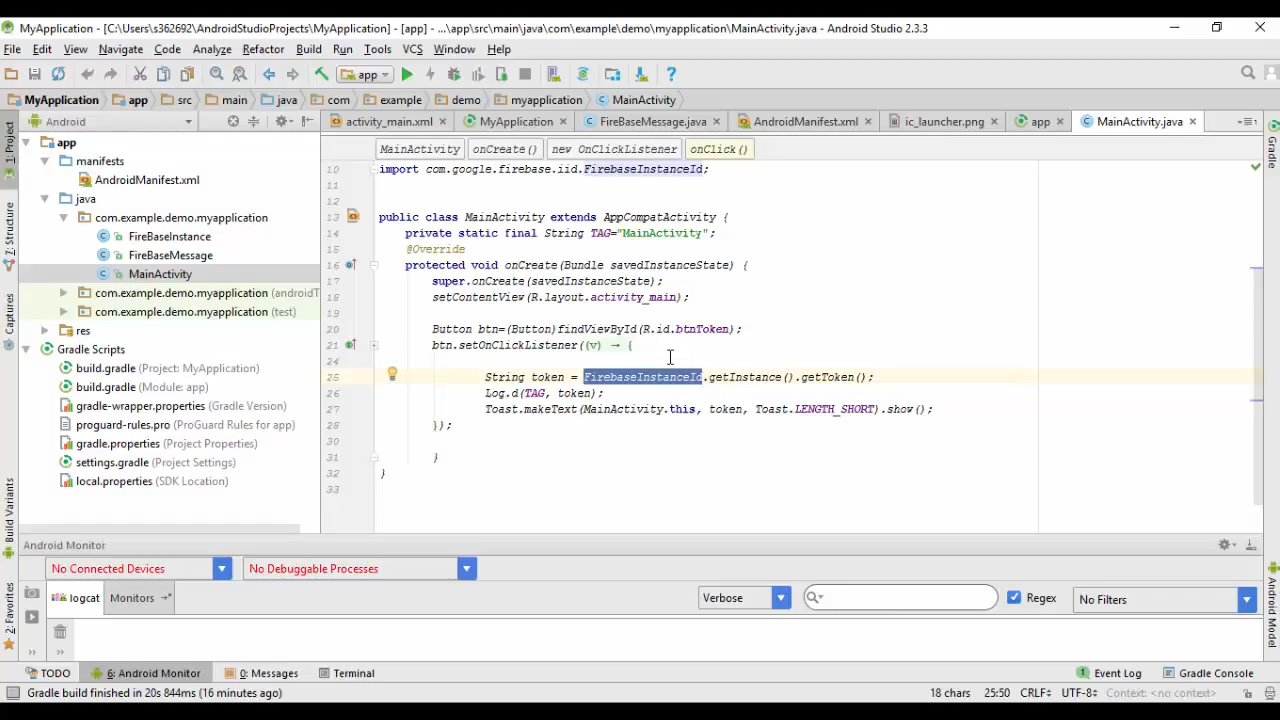 MyApplication - [C:\Users\s362692\AndroidStudioProjects\MyApplication] - [app] - ...\app\src\main\java\com\example\demo\myapplication\MainActivity.java - Android Studio 2.3.3
File Edit View Navigate Code Analyze Refactor Build Run Tools VCS Window Help
app
MyApplication app src main java com example demo myapplication MainActivity
Android
activity_main.xml MyApplication FireBaseMessage.java AndroidManifest.xml ic_launcher.png app MainActivity.java
1: Project
7: Structure
Captures
Build Variants
2: Favorites
app
manifests
AndroidManifest.xml
java
com.example.demo.myapplication
FireBaseInstance
FireBaseMessage
MainActivity
com.example.demo.myapplication (androidT
com.example.demo.myapplication (test)
res
Gradle Scripts
build.gradle (Project: MyApplication)
build.gradle (Module: app)
gradle-wrapper.properties (Gradle Version)
proguard-rules.pro (ProGuard Rules for app)
gradle.properties (Project Properties)
settings.gradle (Project Settings)
local.properties (SDK Location)
MainActivity onCreate() new OnClickListener onClick()
10 import com.google.firebase.iid.FirebaseInstanceId;
11
12
13 public class MainActivity extends AppCompatActivity {
14 private static final String TAG="MainActivity";
15 @Override
16 protected void onCreate(Bundle savedInstanceState) {
17 super.onCreate(savedInstanceState);
18 setContentView(R.layout.activity_main);
19
20 Button btn=(Button)findViewById(R.id.btnToken);
21 btn.setOnClickListener((v) → {
24
25 String token = FirebaseInstanceId.getInstance().getToken();
26 Log.d(TAG, token);
27 Toast.makeText(MainActivity.this, token, Toast.LENGTH_SHORT).show();
28 });
30
31 }
32 }
33
Gradle
Android Model
Android Monitor
No Connected Devices No Debuggable Processes
logcat Monitors Verbose Regex No Filters
TODO 6: Android Monitor 0: Messages Terminal 1 Event Log Gradle Console
Gradle build finished in 20s 844ms (16 minutes ago) 18 chars 25:50 CRLF UTF-8 Context: <no context>